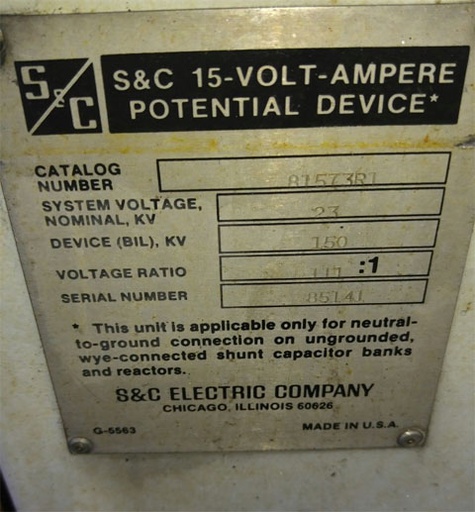 S&C
S&C 15-VOLT-AMPERE
POTENTIAL DEVICE*
CATALOG
NUMBER 81573R1
SYSTEM VOLTAGE,
NOMINAL, KV 23
DEVICE (BIL), KV 150
VOLTAGE RATIO 111 :1
SERIAL NUMBER 85141
* This unit is applicable only for neutral-
to-ground connection on ungrounded,
wye-connected shunt capacitor banks
and reactors.
S&C ELECTRIC COMPANY
CHICAGO, ILLINOIS 60626
G-5563 MADE IN U.S.A.